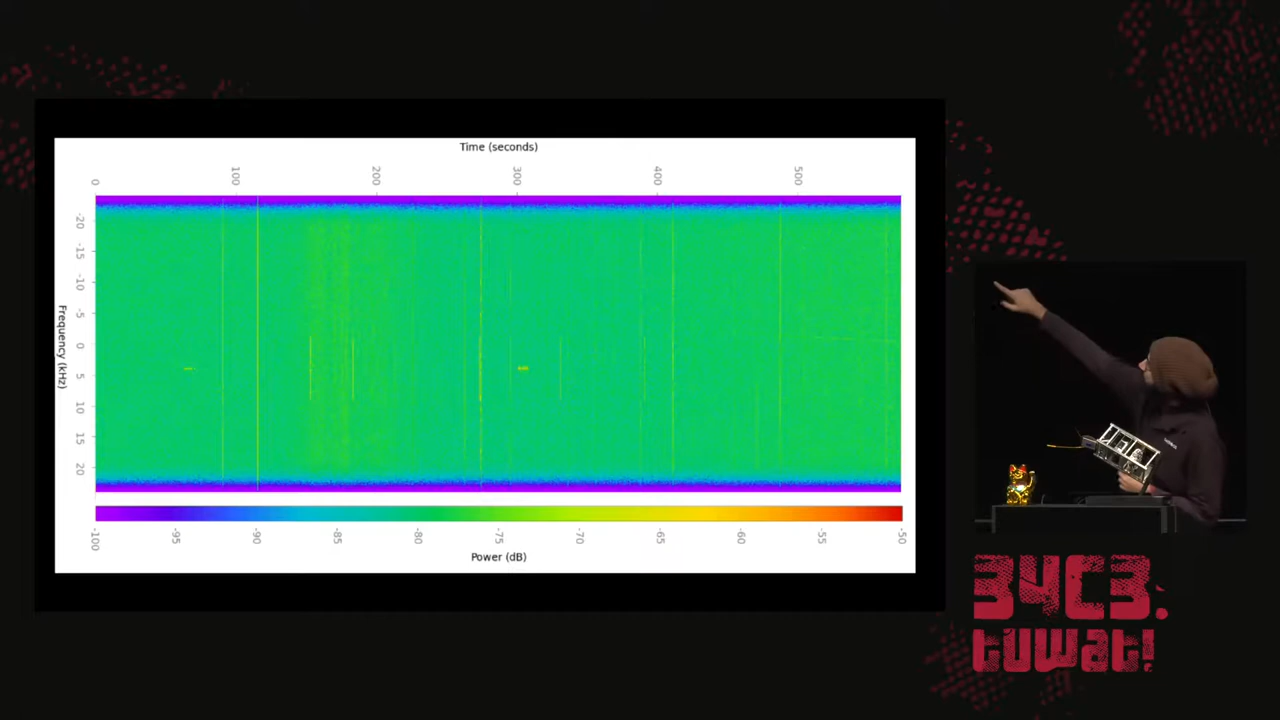 Time (seconds)
0 100 200 300 400 500
Frequency (kHz)
-20
-15
-10
-5
0
5
10
15
20
-100 -95 -90 -85 -80 -75 -70 -65 -60 -55 -50
Power (dB)
34C3.
tuwat!